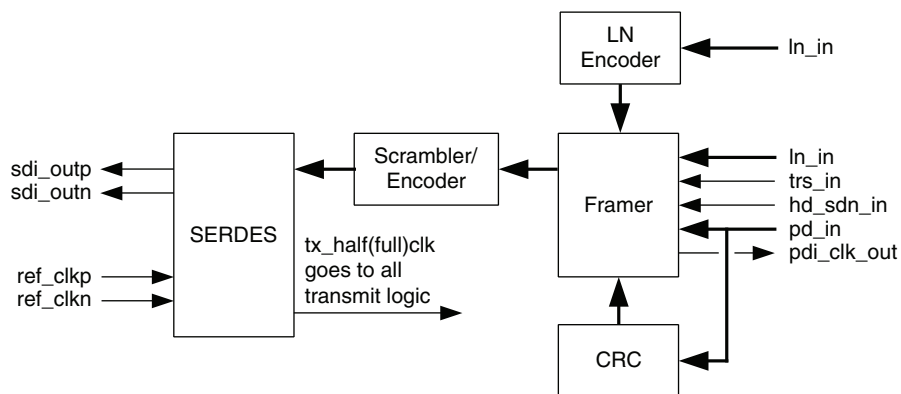 LN
Encoder
ln_in
sdi_outp
sdi_outn
ref_clkp
ref_clkn
SERDES
Scrambler/
Encoder
tx_half(full)clk
goes to all
transmit logic
Framer
ln_in
trs_in
hd_sdn_in
pd_in
pdi_clk_out
CRC